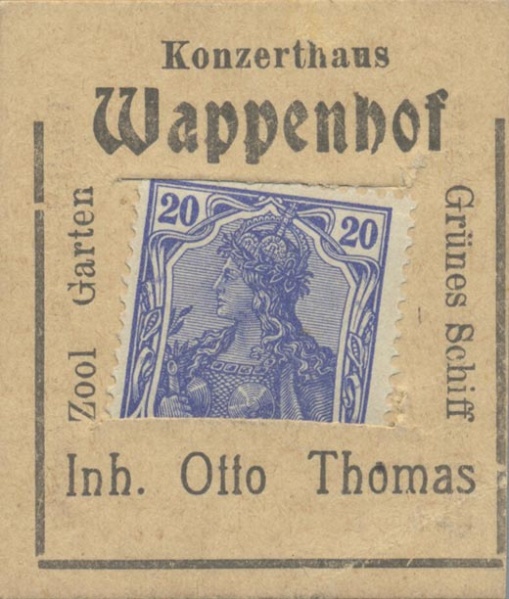 Konzerthaus
Wappenhof
Zool Garten
20 20
Grünes Schiff
Inh. Otto Thomas